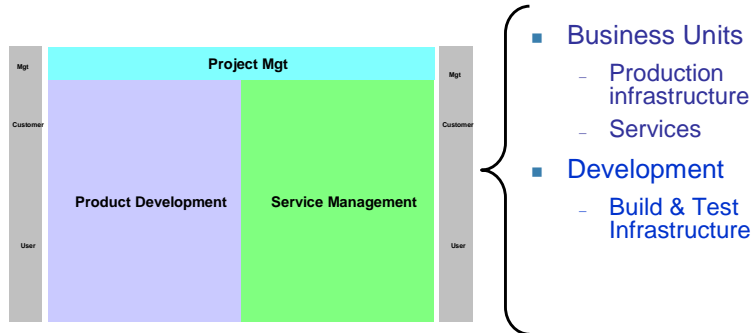 Project Mgt
Mgt
Customer
User
Product Development
Service Management
Mgt
Customer
User
Business Units
– Production
infrastructure
– Services
Development
– Build & Test
Infrastructure